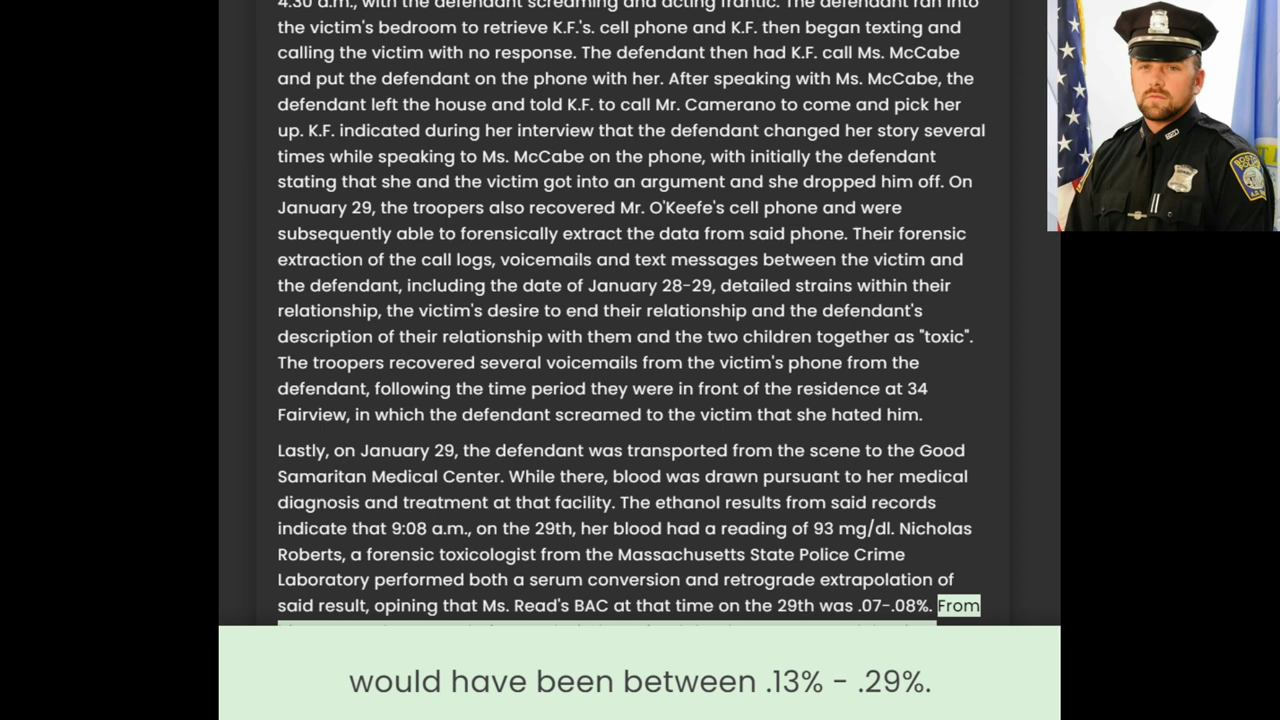 4:30 a.m., with the defendant screaming and acting frantic. The defendant ran into
the victim's bedroom to retrieve K.F.'s. cell phone and K.F. then began texting and
calling the victim with no response. The defendant then had K.F. call Ms. McCabe
and put the defendant on the phone with her. After speaking with Ms. McCabe, the
defendant left the house and told K.F. to call Mr. Camerano to come and pick her
up. K.F. indicated during her interview that the defendant changed her story several
times while speaking to Ms. McCabe on the phone, with initially the defendant
stating that she and the victim got into an argument and she dropped him off. On
January 29, the troopers also recovered Mr. O'Keefe's cell phone and were
subsequently able to forensically extract the data from said phone. Their forensic
extraction of the call logs, voicemails and text messages between the victim and
the defendant, including the date of January 28-29, detailed strains within their
relationship, the victim's desire to end their relationship and the defendant's
description of their relationship with them and the two children together as "toxic".
The troopers recovered several voicemails from the victim's phone from the
defendant, following the time period they were in front of the residence at 34
Fairview, in which the defendant screamed to the victim that she hated him.
Lastly, on January 29, the defendant was transported from the scene to the Good
Samaritan Medical Center. While there, blood was drawn pursuant to her medical
diagnosis and treatment at that facility. The ethanol results from said records
indicate that 9:08 a.m., on the 29th, her blood had a reading of 93 mg/dl. Nicholas
Roberts, a forensic toxicologist from the Massachusetts State Police Crime
Laboratory performed both a serum conversion and retrograde extrapolation of
said result, opining that Ms. Read's BAC at that time on the 29th was .07-.08%. From
would have been between .13% - .29%.